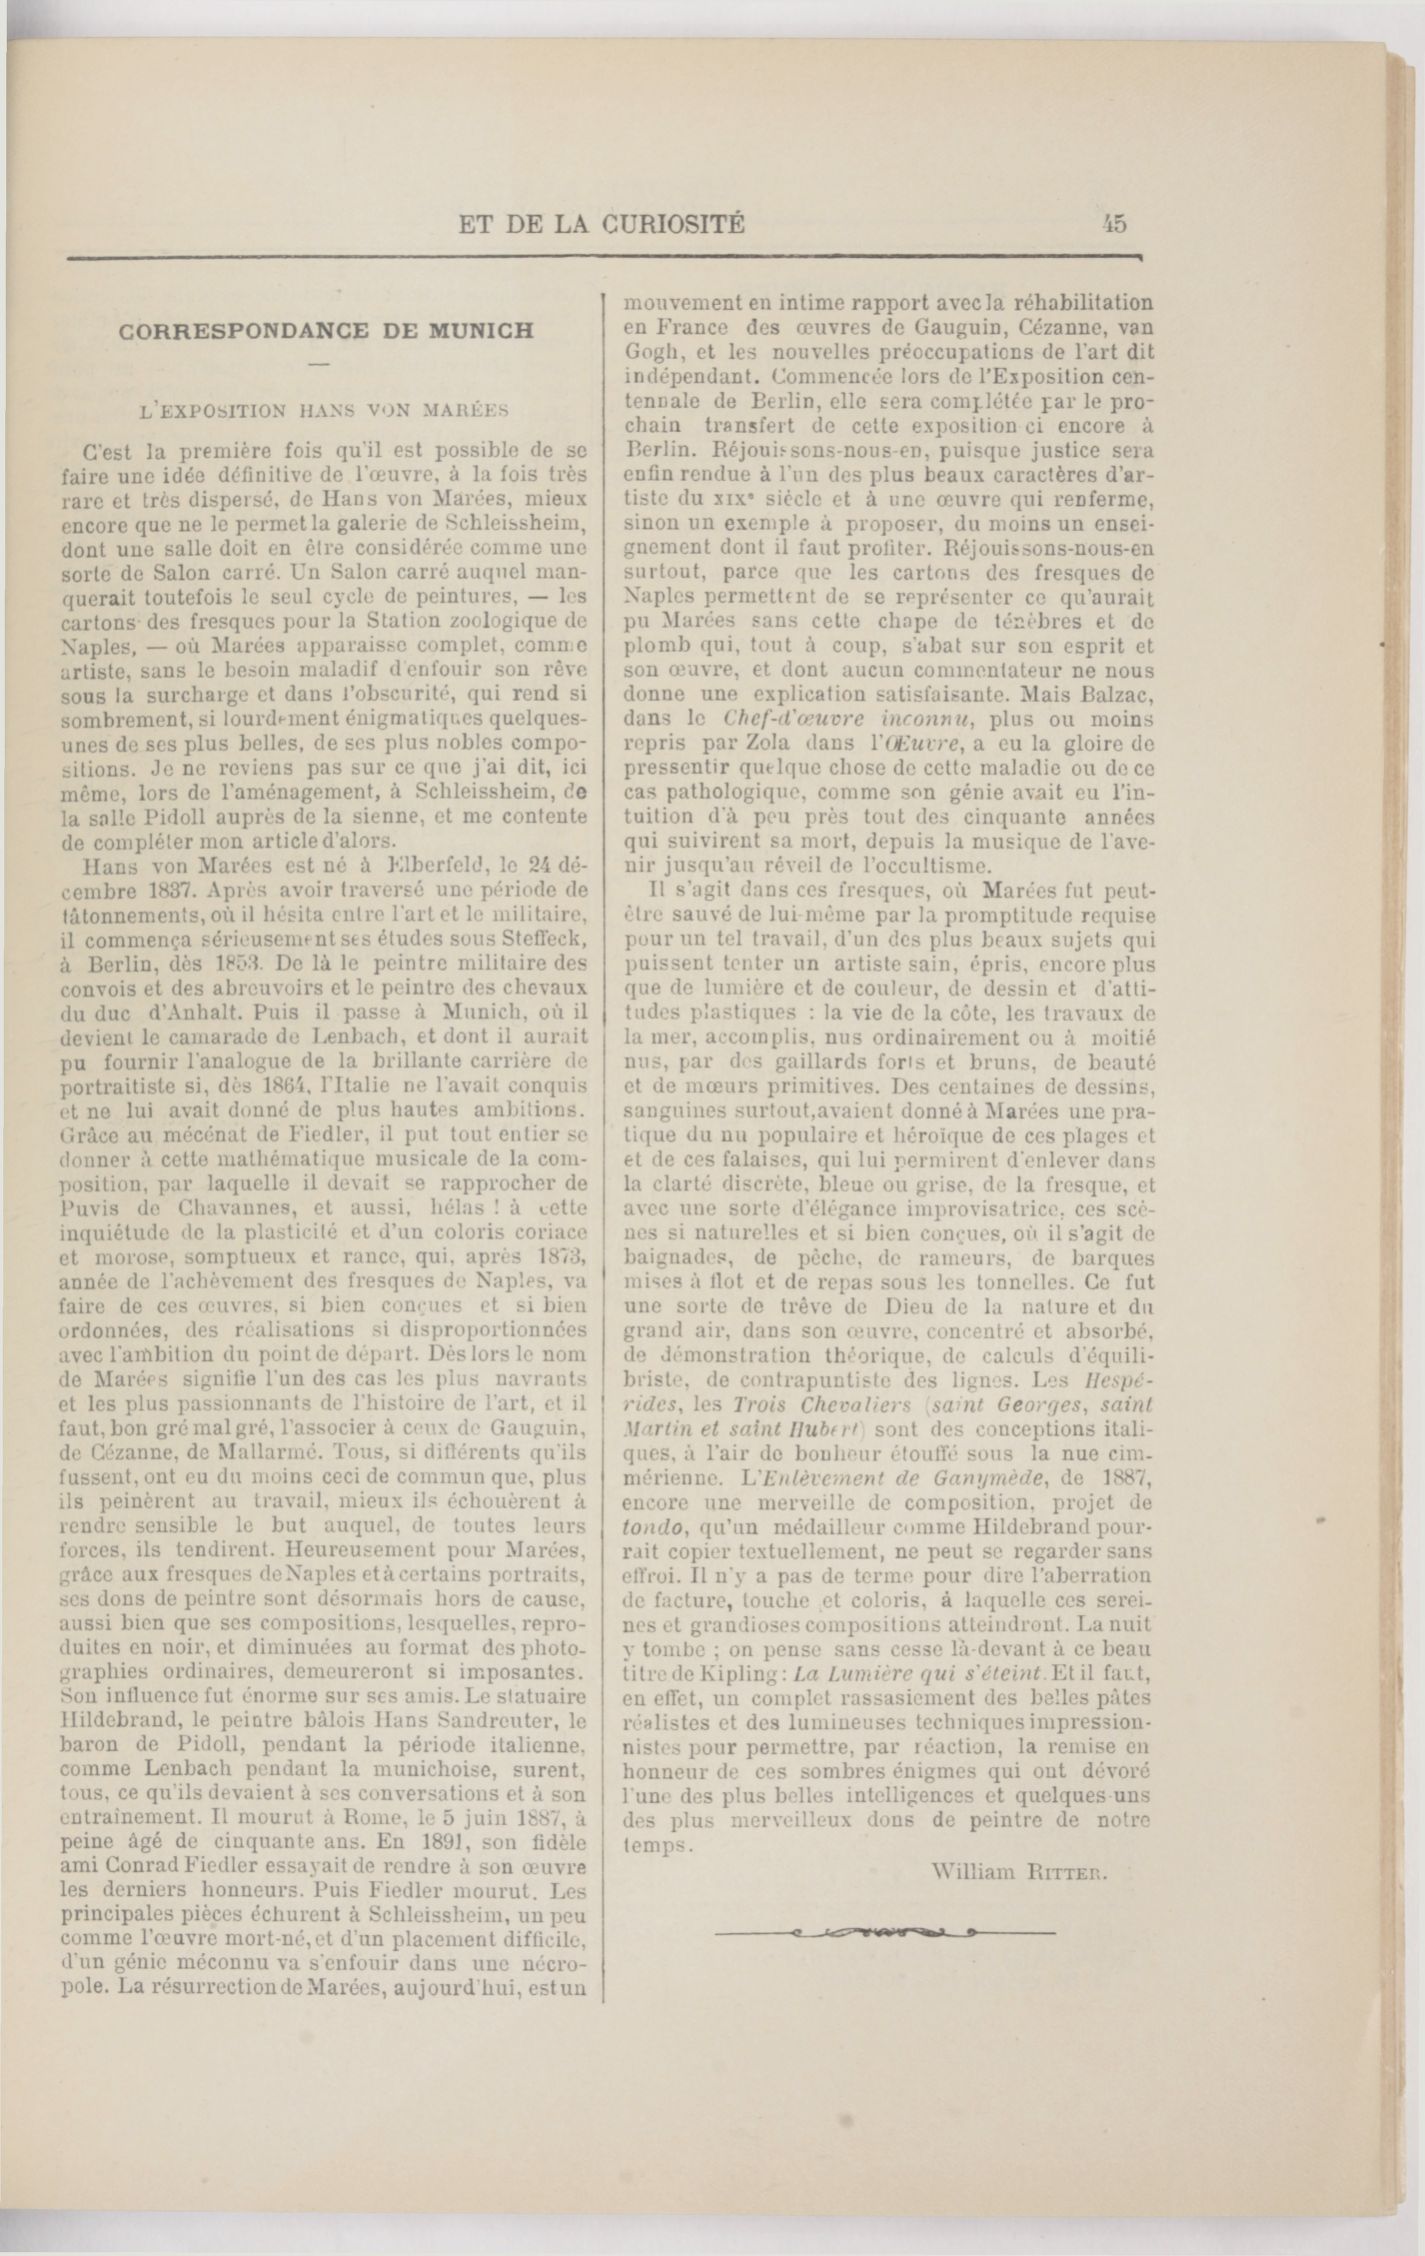 ET DE LA CURIOSITÉ 45
CORRESPONDANCE DE MUNICH
L'EXPOSITION HANS VON MARÉES
C'est la première fois qu'il est possible de se
faire une idée définitive de l'œuvre, à la fois très
rare et très dispersé, de Hans von Marées, mieux
encore que ne le permet la galerie de Schleissheim,
dont une salle doit en être considérée comme une
sorte de Salon carré. Un Salon carré auquel man-
querait toutefois le seul cycle de peintures, — les
cartons des fresques pour la Station zoologique de
Naples, — où Marées apparaisse complet, comme
artiste, sans le besoin maladif d'enfouir son rêve
sous la surcharge et dans l'obscurité, qui rend si
sombrement, si lourdement énigmatiques quelques-
unes de ses plus belles, de ses plus nobles compo-
sitions. Je ne reviens pas sur ce que j'ai dit, ici
même, lors de l'aménagement, à Schleissheim, de
la salle Pidoll auprès de la sienne, et me contente
de compléter mon article d'alors.
Hans von Marées est né à Elberfeld, le 24 dé-
cembre 1837. Après avoir traversé une période de
tâtonnements, où il hésita entre l'art et le militaire,
il commença sérieusement ses études sous Steffeck,
à Berlin, dès 1853. De là le peintre militaire des
convois et des abreuvoirs et le peintre des chevaux
du duc d'Anhalt. Puis il passe à Munich, où il
devient le camarade de Lenbach, et dont il aurait
pu fournir l'analogue de la brillante carrière de
portraitiste si, dès 1864, l'Italie ne l'avait conquis
et ne lui avait donné de plus hautes ambitions.
Grâce au mécénat de Fiedler, il put tout entier se
donner à cette mathématique musicale de la com-
position, par laquelle il devait se rapprocher de
Puvis de Chavannes, et aussi, hélas ! à cette
inquiétude de la plasticité et d'un coloris coriace
et morose, somptueux et rance, qui, après 1873,
année de l'achèvement des fresques de Naples, va
faire de ces œuvres, si bien conçues et si bien
ordonnées, des réalisations si disproportionnées
avec l'ambition du point de départ. Dès lors le nom
de Marées signifie l'un des cas les plus navrants
et les plus passionnants de l'histoire de l'art, et il
faut, bon gré mal gré, l'associer à ceux de Gauguin,
de Cézanne, de Mallarmé. Tous, si différents qu'ils
fussent, ont eu du moins ceci de commun que, plus
ils peinèrent au travail, mieux ils échouèrent à
rendre sensible le but auquel, de toutes leurs
forces, ils tendirent. Heureusement pour Marées,
grâce aux fresques de Naples et à certains portraits,
ses dons de peintre sont désormais hors de cause,
aussi bien que ses compositions, lesquelles, repro-
duites en noir, et diminuées au format des photo-
graphies ordinaires, demeureront si imposantes.
Son influence fut énorme sur ses amis. Le statuaire
Hildebrand, le peintre bâlois Hans Sandreuter, le
baron de Pidoll, pendant la période italienne,
comme Lenbach pendant la munichoise, surent,
tous, ce qu'ils devaient à ses conversations et à son
entraînement. Il mourut à Rome, le 5 juin 1887, à
peine âgé de cinquante ans. En 1891, son fidèle
ami Conrad Fiedler essayait de rendre à son œuvre
les derniers honneurs. Puis Fiedler mourut. Les
principales pièces échurent à Schleissheim, un peu
comme l'œuvre mort-né, et d'un placement difficile,
d'un génie méconnu va s'enfouir dans une nécro-
pole. La résurrection de Marées, aujourd'hui, est un
mouvement en intime rapport avec la réhabilitation
en France des œuvres de Gauguin, Cézanne, van
Gogh, et les nouvelles préoccupations de l'art dit
indépendant. Commencée lors de l'Exposition cen-
tennale de Berlin, elle sera complétée par le pro-
chain transfert de cette exposition ci encore à
Berlin. Réjouissons-nous-en, puisque justice sera
enfin rendue à l'un des plus beaux caractères d'ar-
tiste du XIXe siècle et à une œuvre qui renferme,
sinon un exemple à proposer, du moins un ensei-
gnement dont il faut profiter. Réjouissons-nous-en
surtout, parce que les cartons des fresques de
Naples permettent de se représenter ce qu'aurait
pu Marées sans cette chape de ténèbres et de
plomb qui, tout à coup, s'abat sur son esprit et
son œuvre, et dont aucun commentateur ne nous
donne une explication satisfaisante. Mais Balzac,
dans le Chef-d'œuvre inconnu, plus ou moins
repris par Zola dans l'Œuvre, a eu la gloire de
pressentir quelque chose de cette maladie ou de ce
cas pathologique, comme son génie avait eu l'in-
tuition d'à peu près tout des cinquante années
qui suivirent sa mort, depuis la musique de l'ave-
nir jusqu'au réveil de l'occultisme.
Il s'agit dans ces fresques, où Marées fut peut-
être sauvé de lui-même par la promptitude requise
pour un tel travail, d'un des plus beaux sujets qui
puissent tenter un artiste sain, épris, encore plus
que de lumière et de couleur, de dessin et d'atti-
tudes plastiques : la vie de la côte, les travaux de
la mer, accomplis, nus ordinairement ou à moitié
nus, par des gaillards forts et bruns, de beauté
et de mœurs primitives. Des centaines de dessins,
sanguines surtout, avaient donné à Marées une pra-
tique du nu populaire et héroïque de ces plages et
et de ces falaises, qui lui permirent d'enlever dans
la clarté discrète, bleue ou grise, de la fresque, et
avec une sorte d'élégance improvisatrice, ces scè-
nes si naturelles et si bien conçues, où il s'agit de
baignades, de pêche, de rameurs, de barques
mises à flot et de repas sous les tonnelles. Ce fut
une sorte de trêve de Dieu de la nature et du
grand air, dans son œuvre, concentré et absorbé,
de démonstration théorique, de calculs d'équili-
briste, de contrapuntiste des lignes. Les Hespé-
rides, les Trois Chevaliers (saint Georges, saint
Martin et saint Hubert) sont des conceptions itali-
ques, à l'air de bonheur étouffé sous la nue cim-
mérienne. L'Enlèvement de Ganymède, de 1887,
encore une merveille de composition, projet de
tondo, qu'un médailleur comme Hildebrand pour-
rait copier textuellement, ne peut se regarder sans
effroi. Il n'y a pas de terme pour dire l'aberration
de facture, touche et coloris, à laquelle ces serei-
nes et grandioses compositions atteindront. La nuit
y tombe ; on pense sans cesse là-devant à ce beau
titre de Kipling : La Lumière qui s'éteint. Et il faut,
en effet, un complet rassasiement des belles pâtes
réalistes et des lumineuses techniques impression-
nistes pour permettre, par réaction, la remise en
honneur de ces sombres énigmes qui ont dévoré
l'une des plus belles intelligences et quelques-uns
des plus merveilleux dons de peintre de notre
temps.
William RITTER.